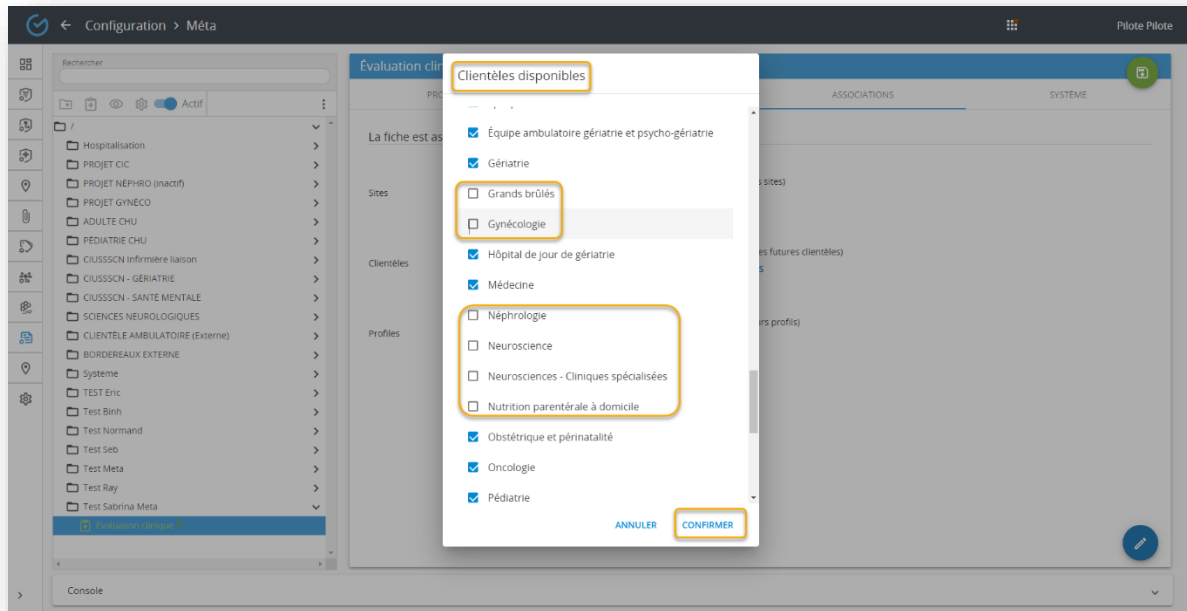 Configuration > Méta
Pilote Pilote
Rechercher
Actif
/
Hospitalisation
PROJET CIC
PROJET NÉPHRO (Inactif)
PROJET GYNÉCO
ADULTE CHU
PÉDIATRIE CHU
CIUSSSCN Infirmière liaison
CIUSSSCN - GÉRIATRIE
CIUSSSCN - SANTÉ MENTALE
SCIENCES NEUROLOGIQUES
CLIENTÈLE AMBULATOIRE (Externe)
BORDEREAUX EXTERNE
Systeme
TEST Eric
Test Binh
Test Normand
Test Seb
Test Meta
Test Ray
Test Sabrina Meta
Évaluation clinique
Évaluation clin
PRO
ASSOCIATIONS
SYSTÈME
La fiche est as
Sites
s sites)
Clientèles
es futures clientèles)
s
Profiles
urs profils)
Clientèles disponibles
Équipe ambulatoire gériatrie et psycho-gériatrie
Gériatrie
Grands brûlés
Gynécologie
Hôpital de jour de gériatrie
Médecine
Néphrologie
Neuroscience
Neurosciences - Cliniques spécialisées
Nutrition parentérale à domicile
Obstétrique et périnatalité
Oncologie
Pédiatrie
ANNULER
CONFIRMER
Console